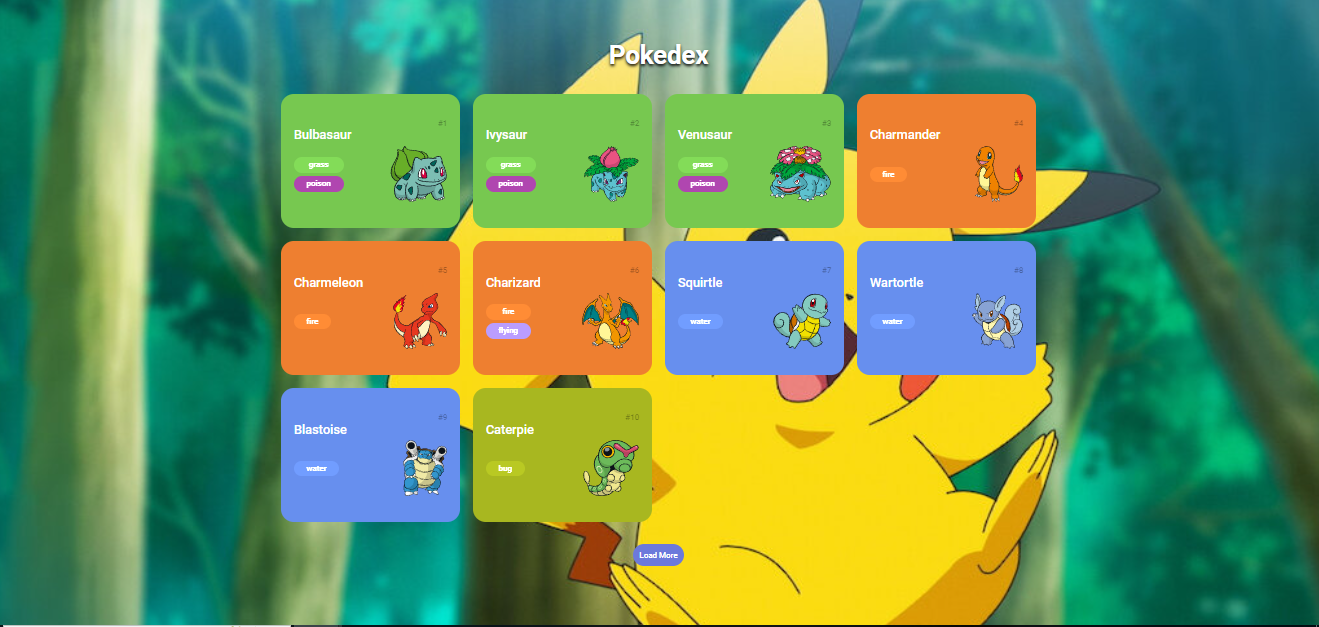 Pokedex
#1
Bulbasaur
grass
poison
#2
Ivysaur
grass
poison
#3
Venusaur
grass
poison
#4
Charmander
fire
#5
Charmeleon
fire
#6
Charizard
fire
flying
#7
Squirtle
water
#8
Wartortle
water
#9
Blastoise
water
#10
Caterpie
bug
Load More